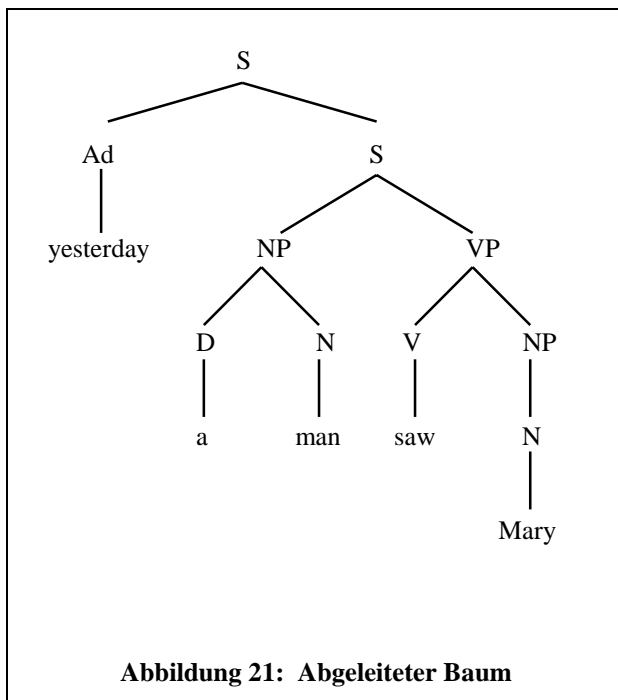 S
Ad S
yesterday NP VP
D N V NP
a man saw N
Mary
Abbildung 21: Abgeleiteter Baum